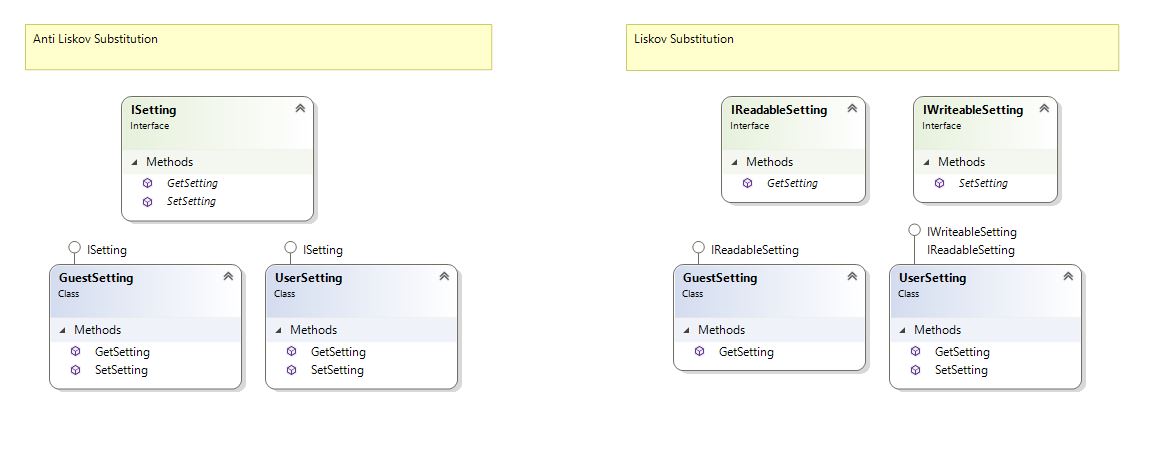 Anti Liskov Substitution
ISetting
Interface
Methods
GetSetting
SetSetting
ISetting
GuestSetting
Class
Methods
GetSetting
SetSetting
ISetting
UserSetting
Class
Methods
GetSetting
SetSetting
Liskov Substitution
IReadableSetting
Interface
Methods
GetSetting
IWriteableSetting
Interface
Methods
SetSetting
IReadableSetting
GuestSetting
Class
Methods
GetSetting
IWriteableSetting
IReadableSetting
UserSetting
Class
Methods
GetSetting
SetSetting